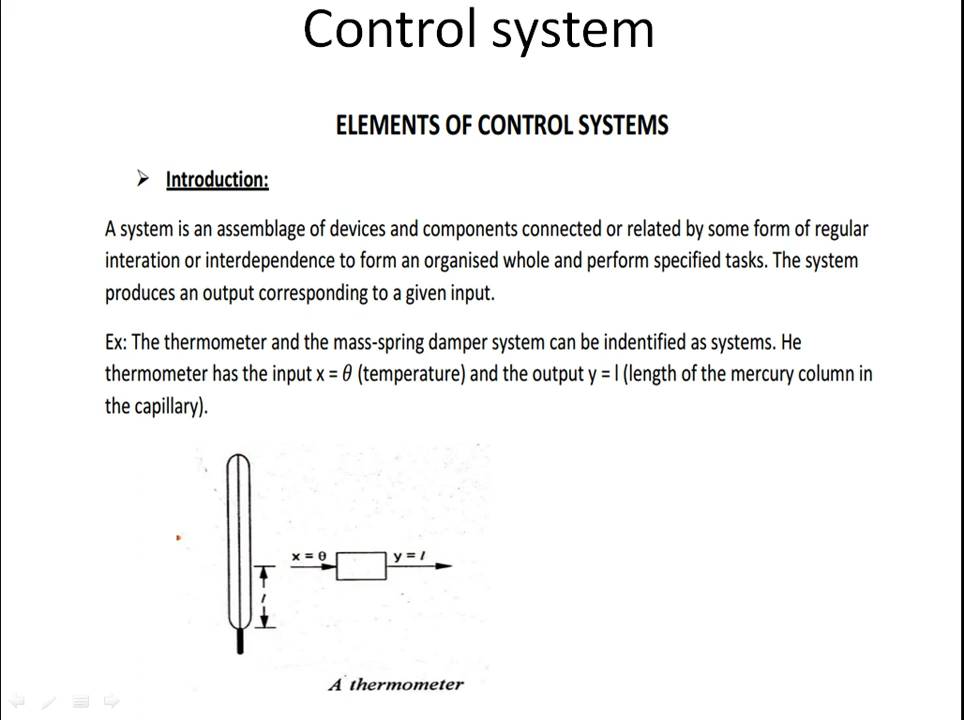 Control system
ELEMENTS OF CONTROL SYSTEMS
➢ Introduction:
A system is an assemblage of devices and components connected or related by some form of regular
interation or interdependence to form an organised whole and perform specified tasks. The system
produces an output corresponding to a given input.
Ex: The thermometer and the mass-spring damper system can be indentified as systems. He
thermometer has the input x = θ (temperature) and the output y = l (length of the mercury column in
the capillary).
x = θ
y = l
l
A thermometer